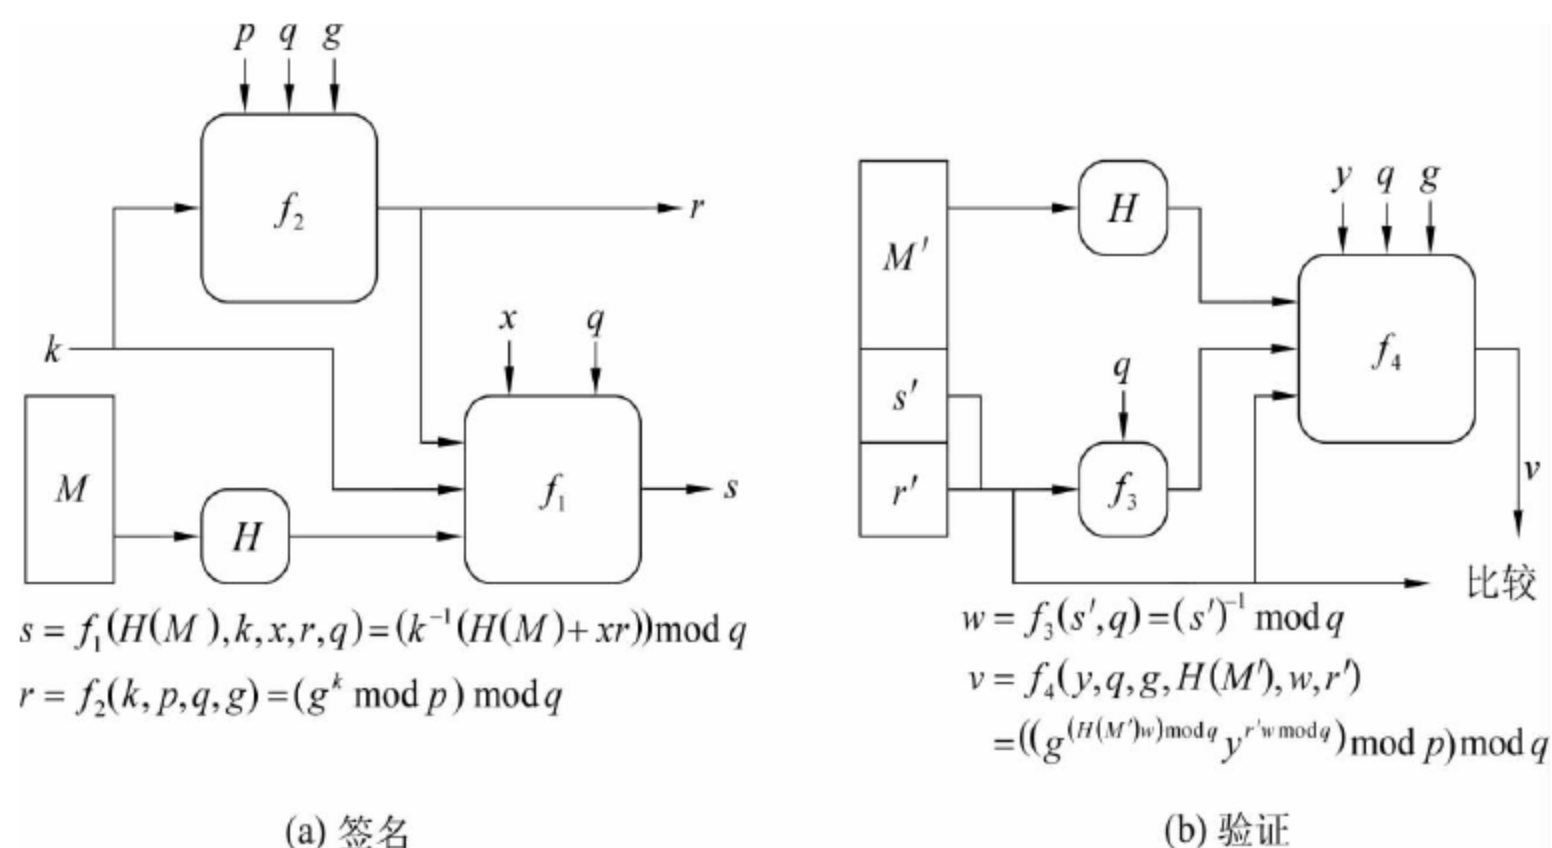 p q g
f₂
r
k
x q
M
H
f₁
s
s = f₁(H(M),k,x,r,q)=(k⁻¹(H(M)+xr))mod q
r = f₂(k,p,q,g)=(gᵏ mod p) mod q
(a) 签名
M′
s′
r′
H
y q g
q
f₃
f₄
v
比较
w = f₃(s′,q)=(s′)⁻¹ mod q
v = f₄(y,q,g,H(M′),w,r′)
=((g^(H(M′)w)mod q y^r′w mod q)mod p)mod q
(b) 验证